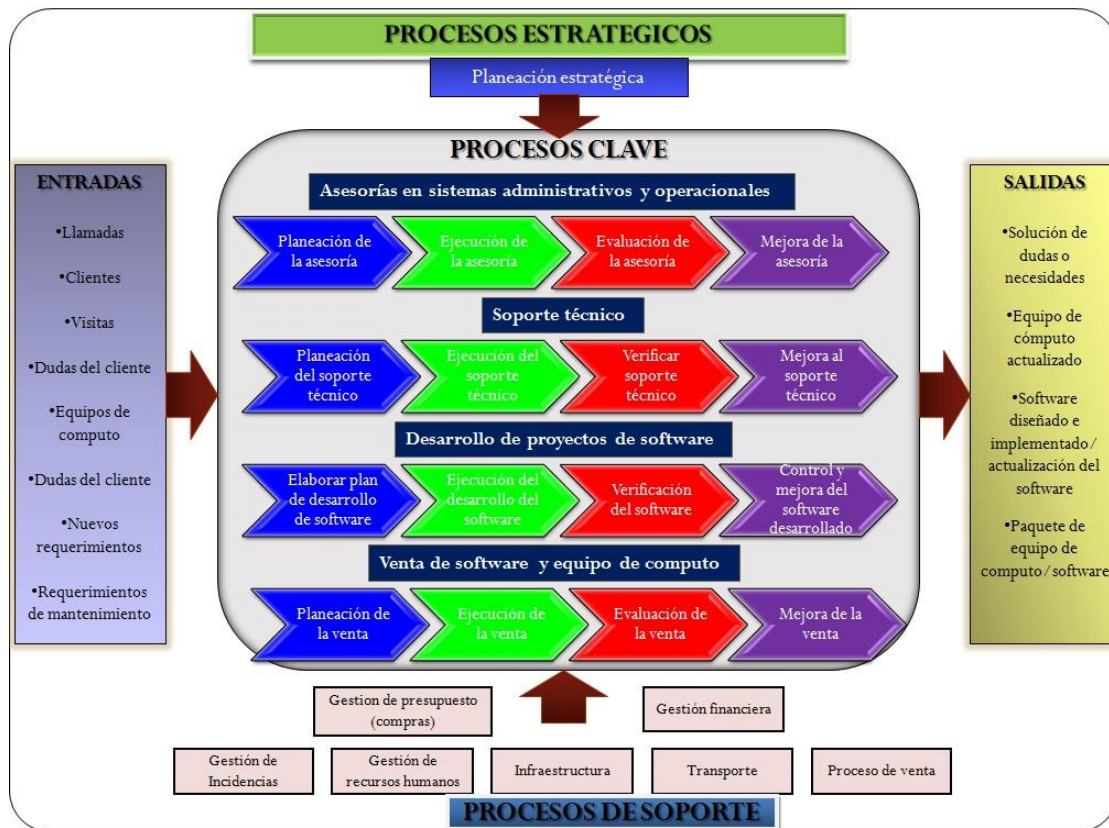 PROCESOS ESTRATEGICOS
Planeación estratégica
PROCESOS CLAVE
ENTRADAS
•Llamadas
•Clientes
•Visitas
•Dudas del cliente
•Equipos de
computo
•Dudas del cliente
•Nuevos
requerimientos
•Requerimientos
de mantenimiento
Asesorías en sistemas administrativos y operacionales
Planeación de
la asesoría
Ejecución de
la asesoría
Evaluación de
la asesoría
Mejora de la
asesoría
Soporte técnico
Planeación
del soporte
técnico
Ejecución del
soporte
técnico
Verificar
soporte
técnico
Mejora al
soporte
técnico
Desarrollo de proyectos de software
Elaborar plan
de desarrollo
de software
Ejecución del
desarrollo del
software
Verificación
del software
Control y
mejora del
software
desarrollado
Venta de software y equipo de computo
Planeación de
la venta
Ejecución de
la venta
Evaluación de
la venta
Mejora de la
venta
SALIDAS
•Solución de
dudas o
necesidades
•Equipo de
cómputo
actualizado
•Software
diseñado e
implementado/
actualización del
software
•Paquete de
equipo de
computo/software
Gestion de presupuesto
(compras)
Gestión financiera
Gestión de
Incidencias
Gestión de
recursos humanos
Infraestructura
Transporte
Proceso de venta
PROCESOS DE SOPORTE